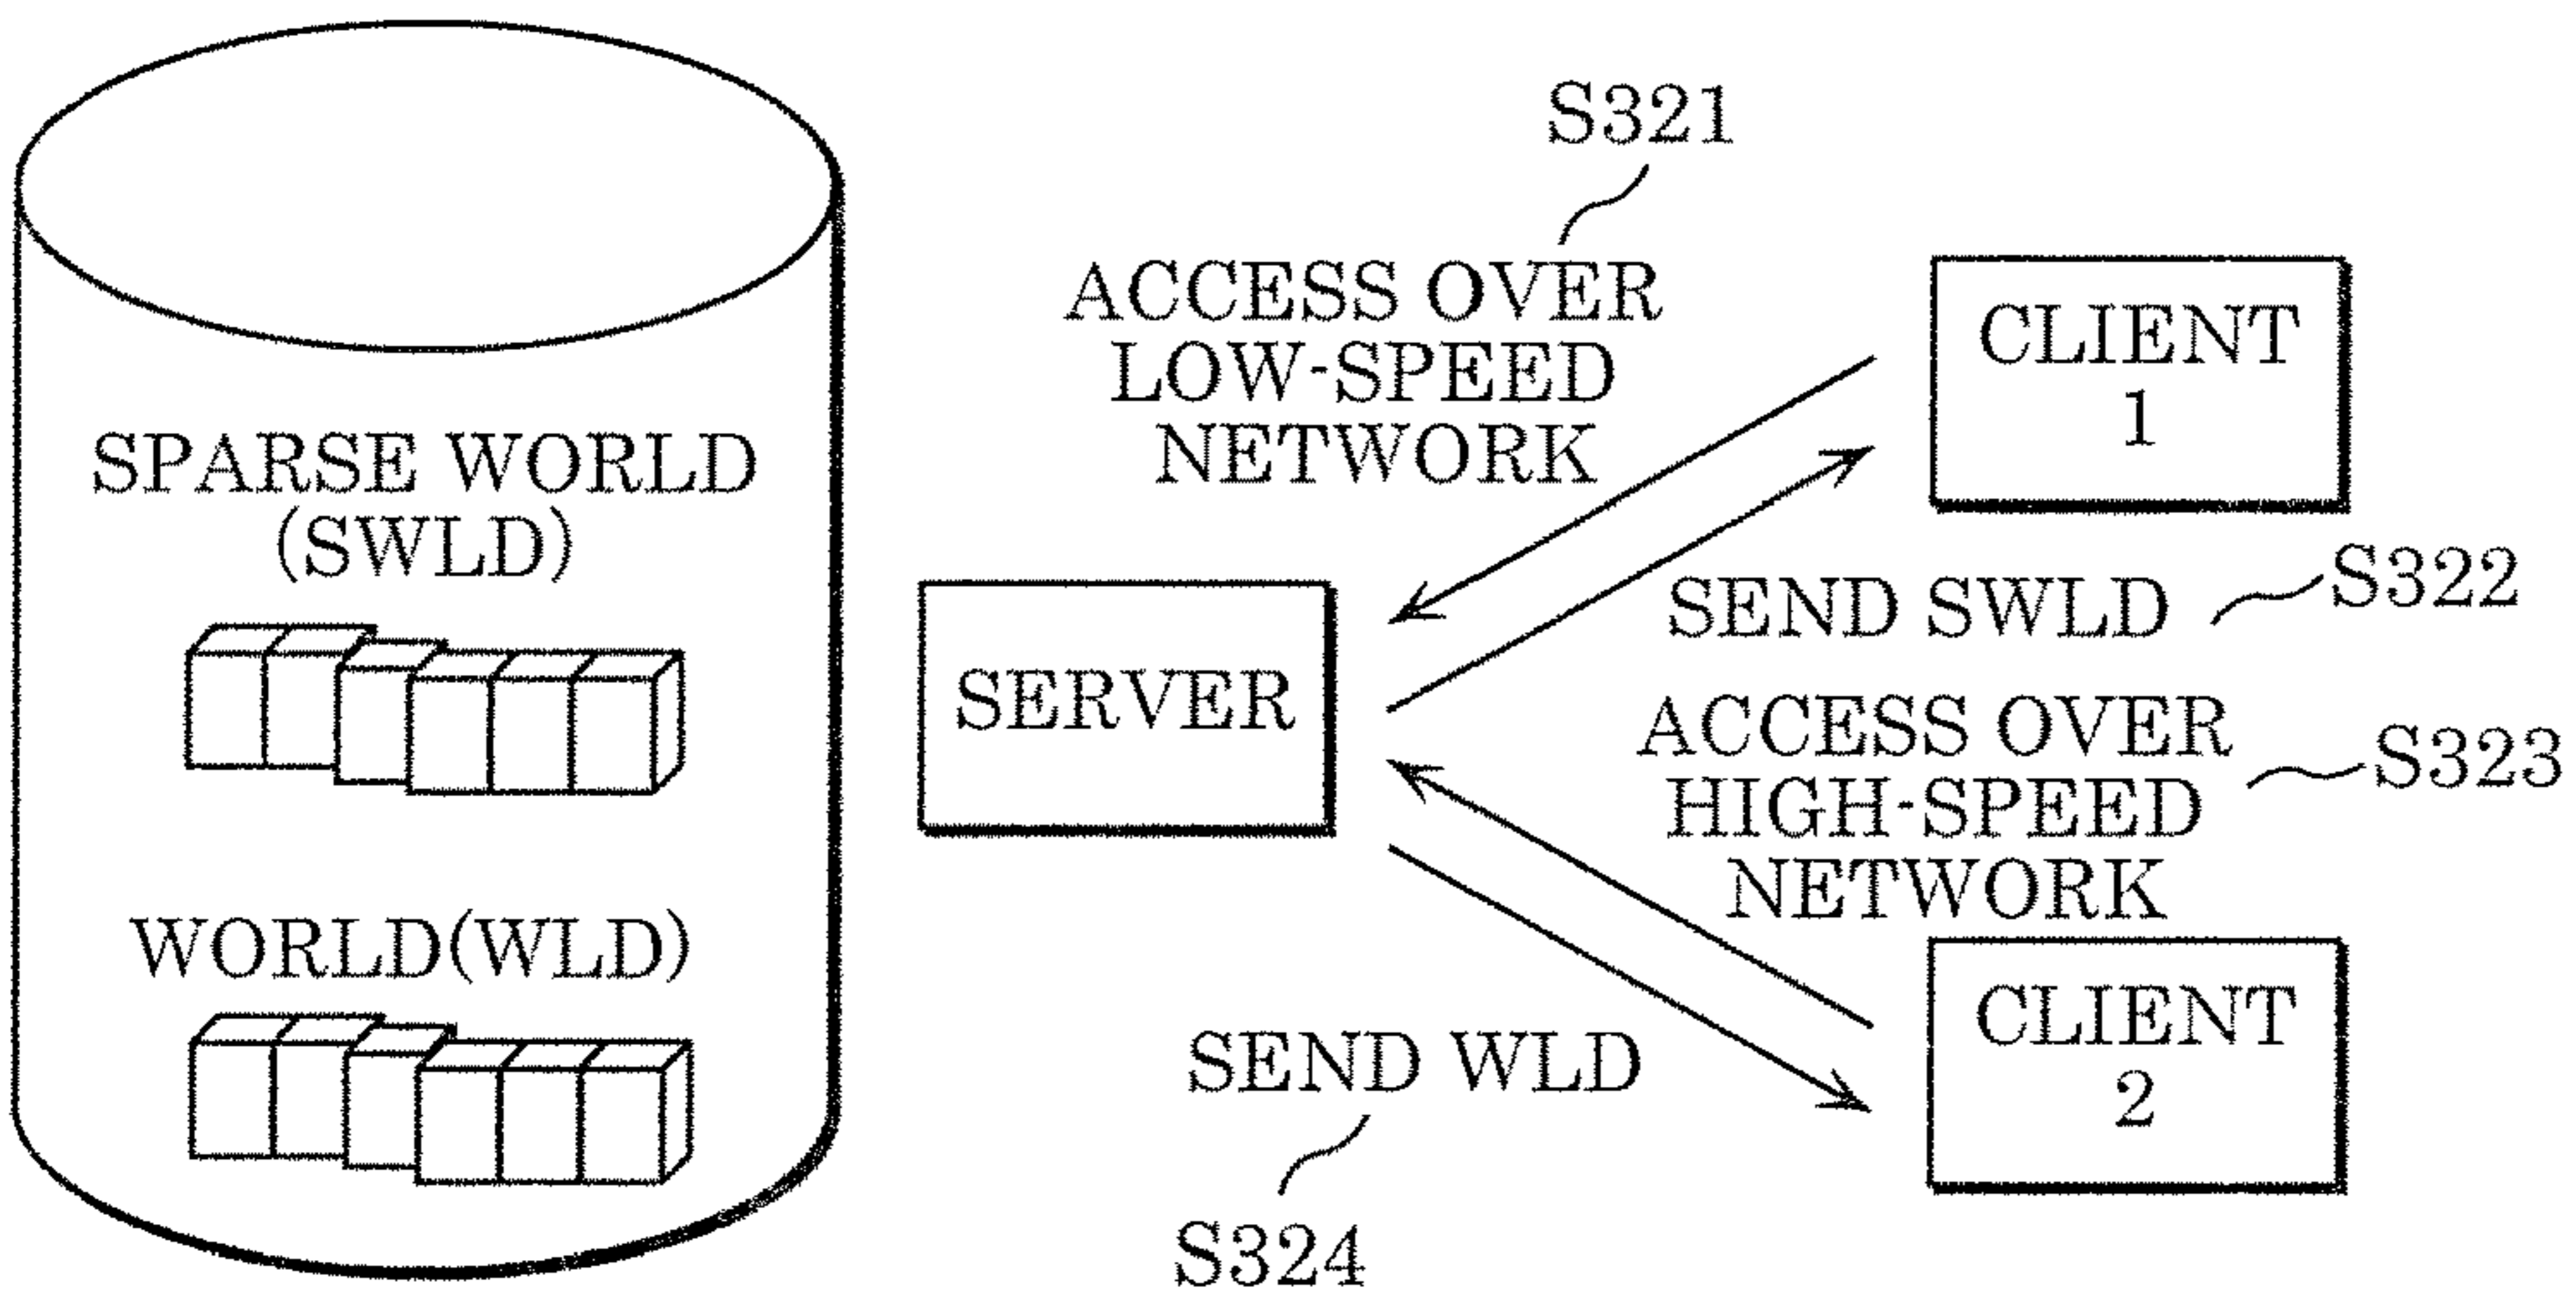 SPARSE WORLD
(SWLD)
WORLD(WLD)
SERVER
S321
ACCESS OVER
LOW-SPEED
NETWORK
CLIENT
1
SEND SWLD
S322
ACCESS OVER
HIGH-SPEED
NETWORK
S323
CLIENT
2
SEND WLD
S324